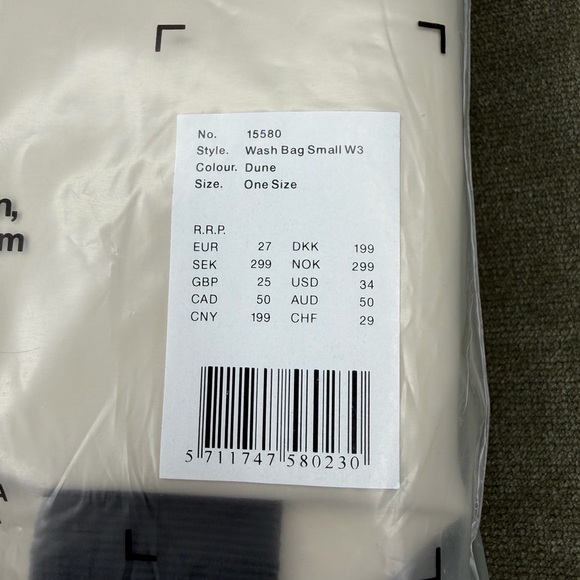 No. 15580
Style. Wash Bag Small W3
Colour. Dune
Size. One Size
R.R.P.
EUR 27 DKK 199
SEK 299 NOK 299
GBP 25 USD 34
CAD 50 AUD 50
CNY 199 CHF 29
5 711747 580230
n,
m
A